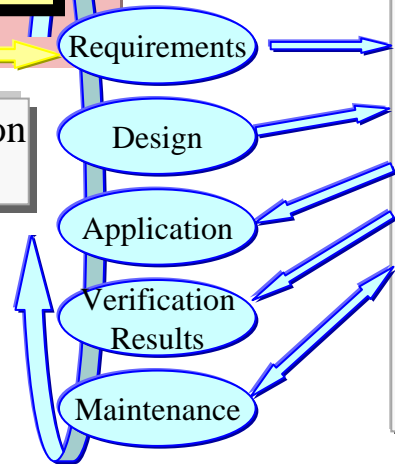 Requirements
on
Design
Application
Verification
Results
Maintenance